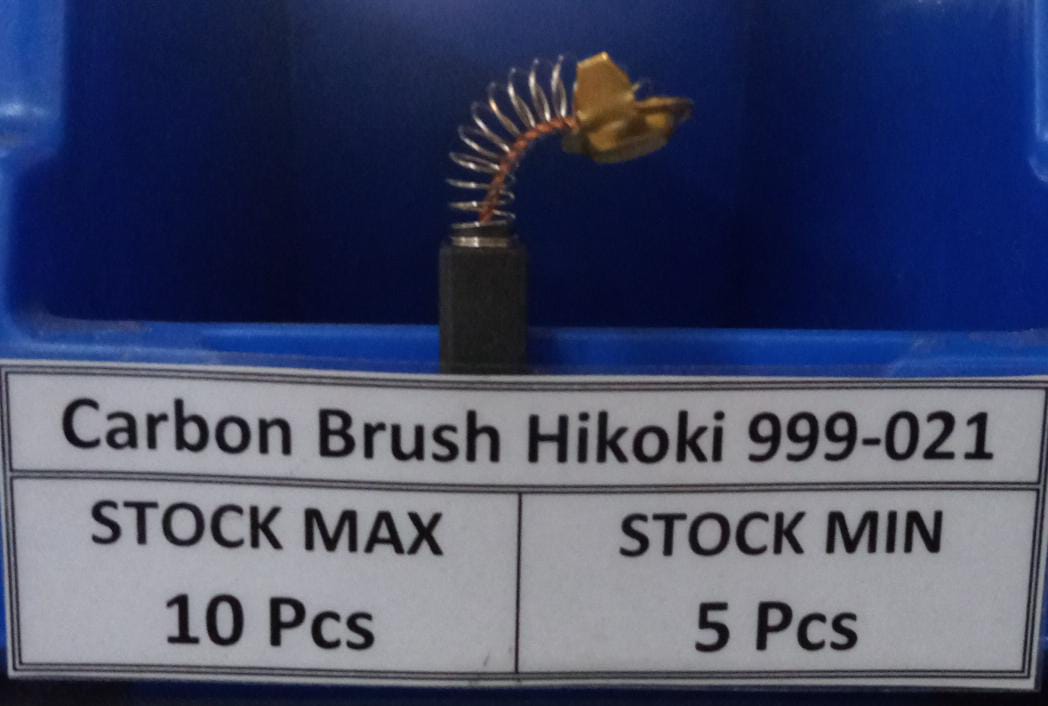 Carbon Brush Hikoki 999-021
STOCK MAX
STOCK MIN
10 Pcs
5 Pcs